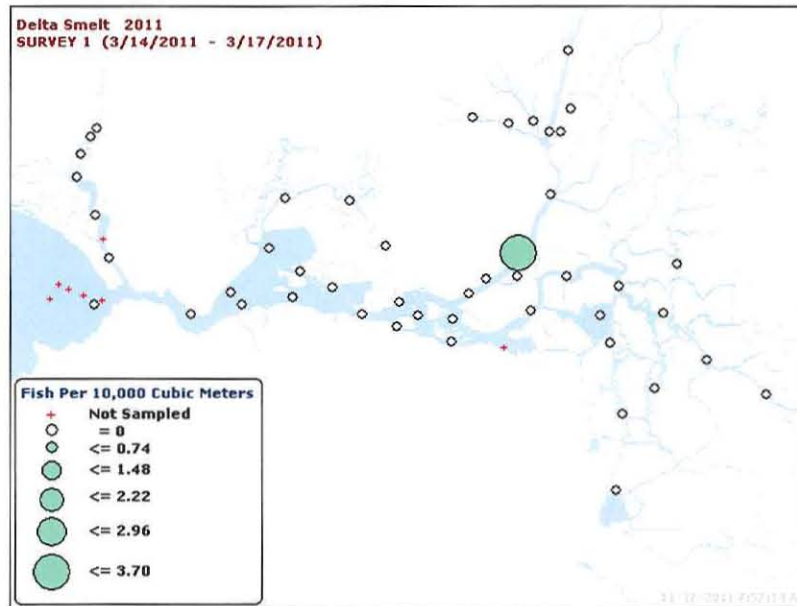 Delta Smelt 2011
SURVEY 1 (3/14/2011 - 3/17/2011)
Fish Per 10,000 Cubic Meters
Not Sampled
= 0
<= 0.74
<= 1.48
<= 2.22
<= 2.96
<= 3.70